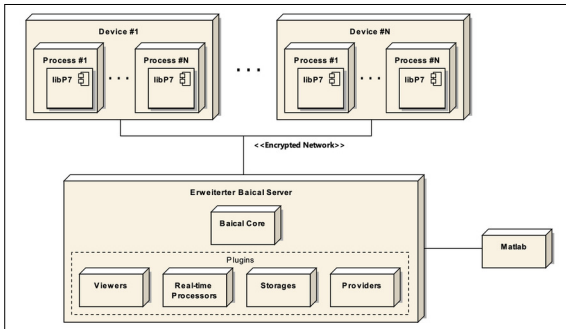 Device #1
Process #1
libP7
. . .
Process #N
libP7
. . .
Device #N
Process #1
libP7
. . .
Process #N
libP7
<<Encrypted Network>>
Erweiterter Baical Server
Baical Core
Plugins
Viewers
Real-time
Processors
Storages
Providers
Matlab